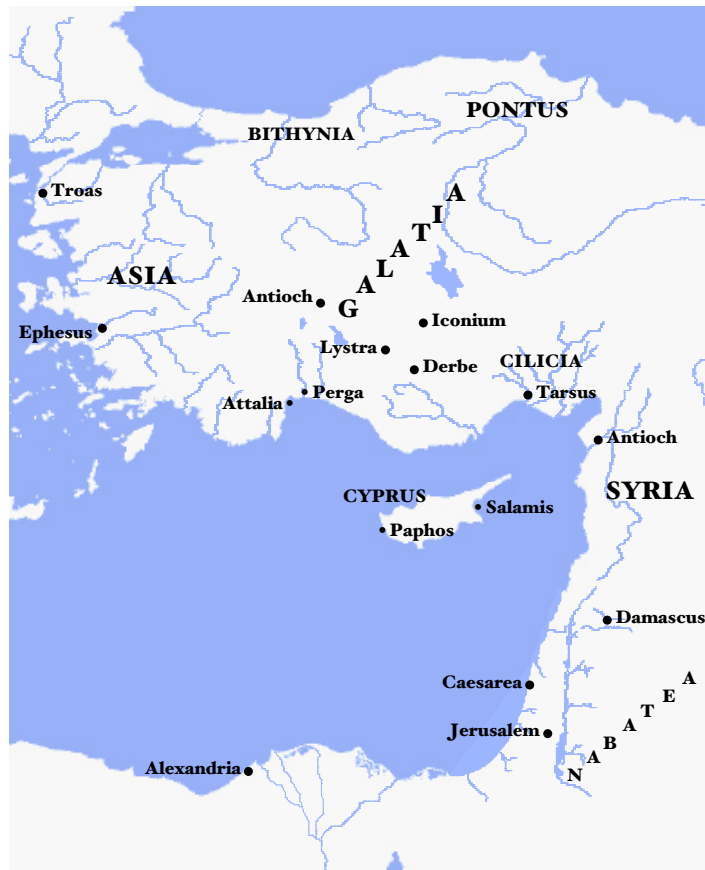 PONTUS
BITHYNIA
Troas
GALATIA
ASIA
Antioch
Iconium
Ephesus
Lystra
CILICIA
Derbe
Perga
Tarsus
Attalia
Antioch
SYRIA
CYPRUS
Salamis
Paphos
Damascus
Caesarea
NABATEA
Jerusalem
Alexandria